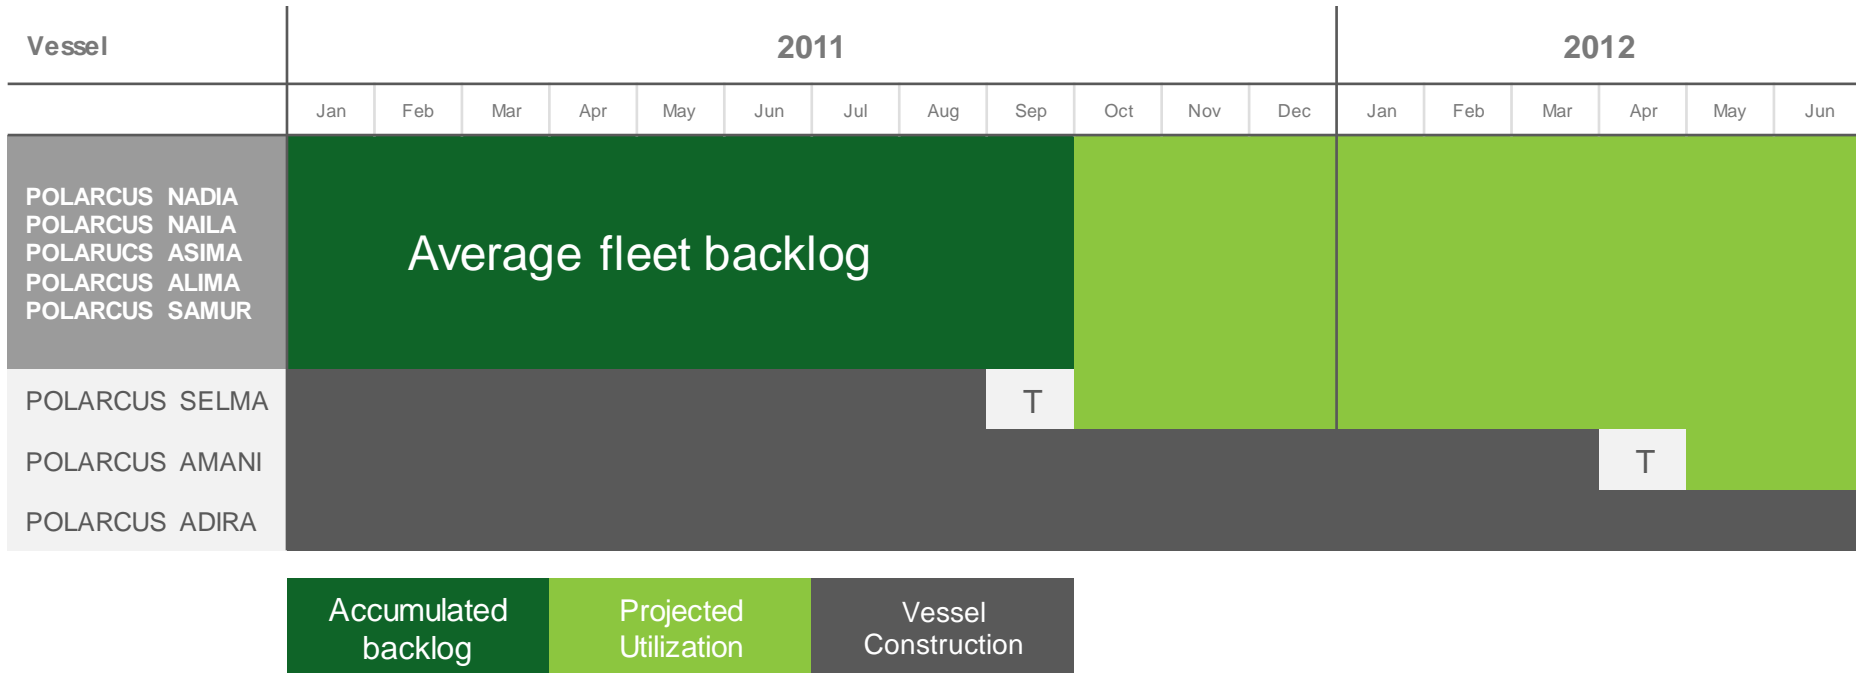 Vessel 2011 2012
Jan Feb Mar Apr May Jun Jul Aug Sep Oct Nov Dec Jan Feb Mar Apr May Jun
POLARCUS NADIA
POLARCUS NAILA
POLARUCS ASIMA
POLARCUS ALIMA
POLARCUS SAMUR
Average fleet backlog
POLARCUS SELMA T
POLARCUS AMANI T
POLARCUS ADIRA
Accumulated
backlog
Projected
Utilization
Vessel
Construction